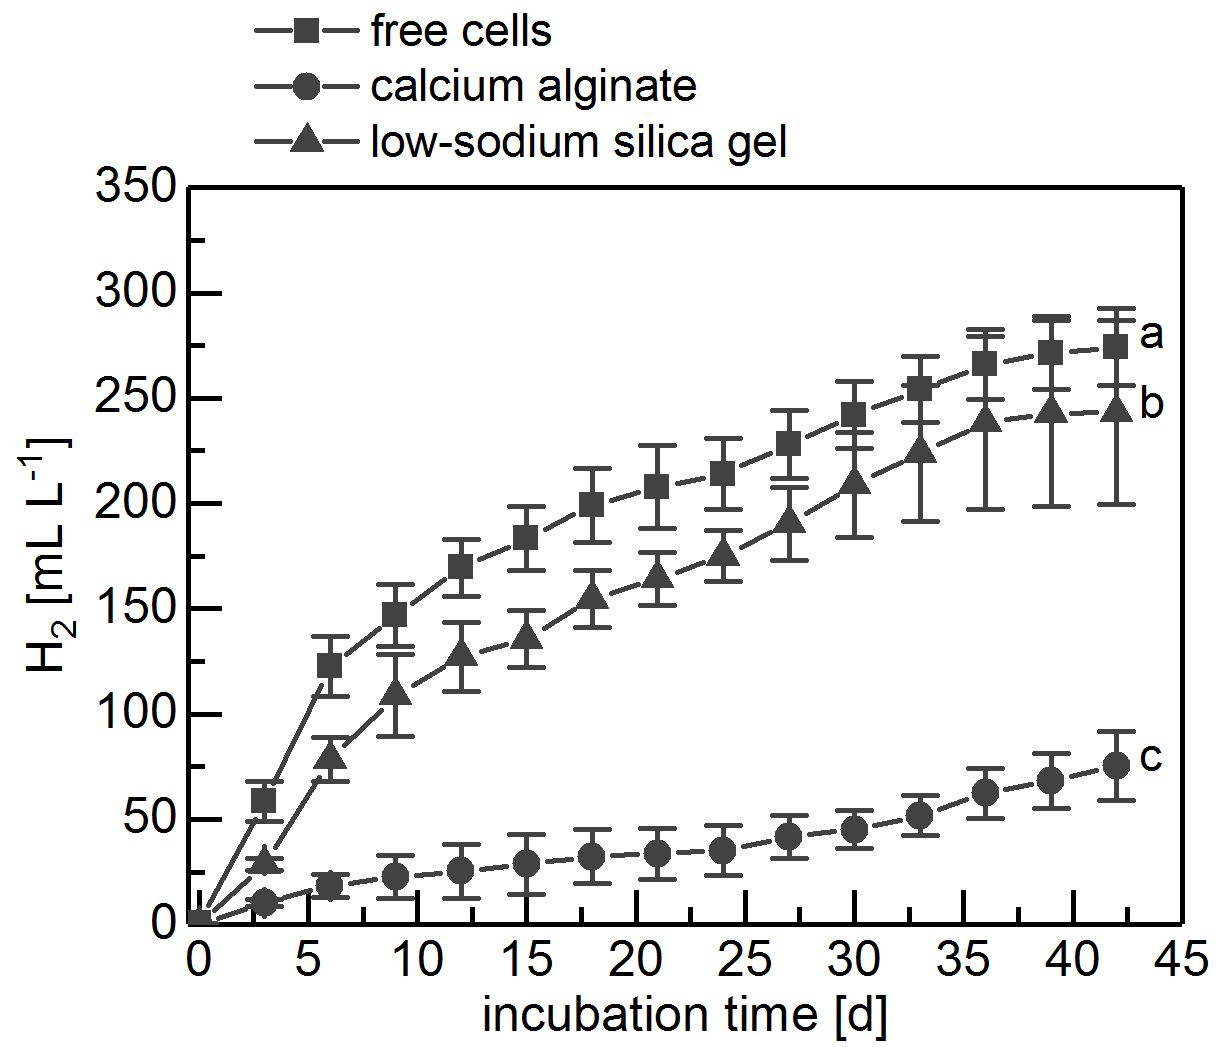 free cells
calcium alginate
low-sodium silica gel
350
300
250
200
150
100
50
0
H2 [mL L-1]
a
b
c
0 5 10 15 20 25 30 35 40 45
incubation time [d]